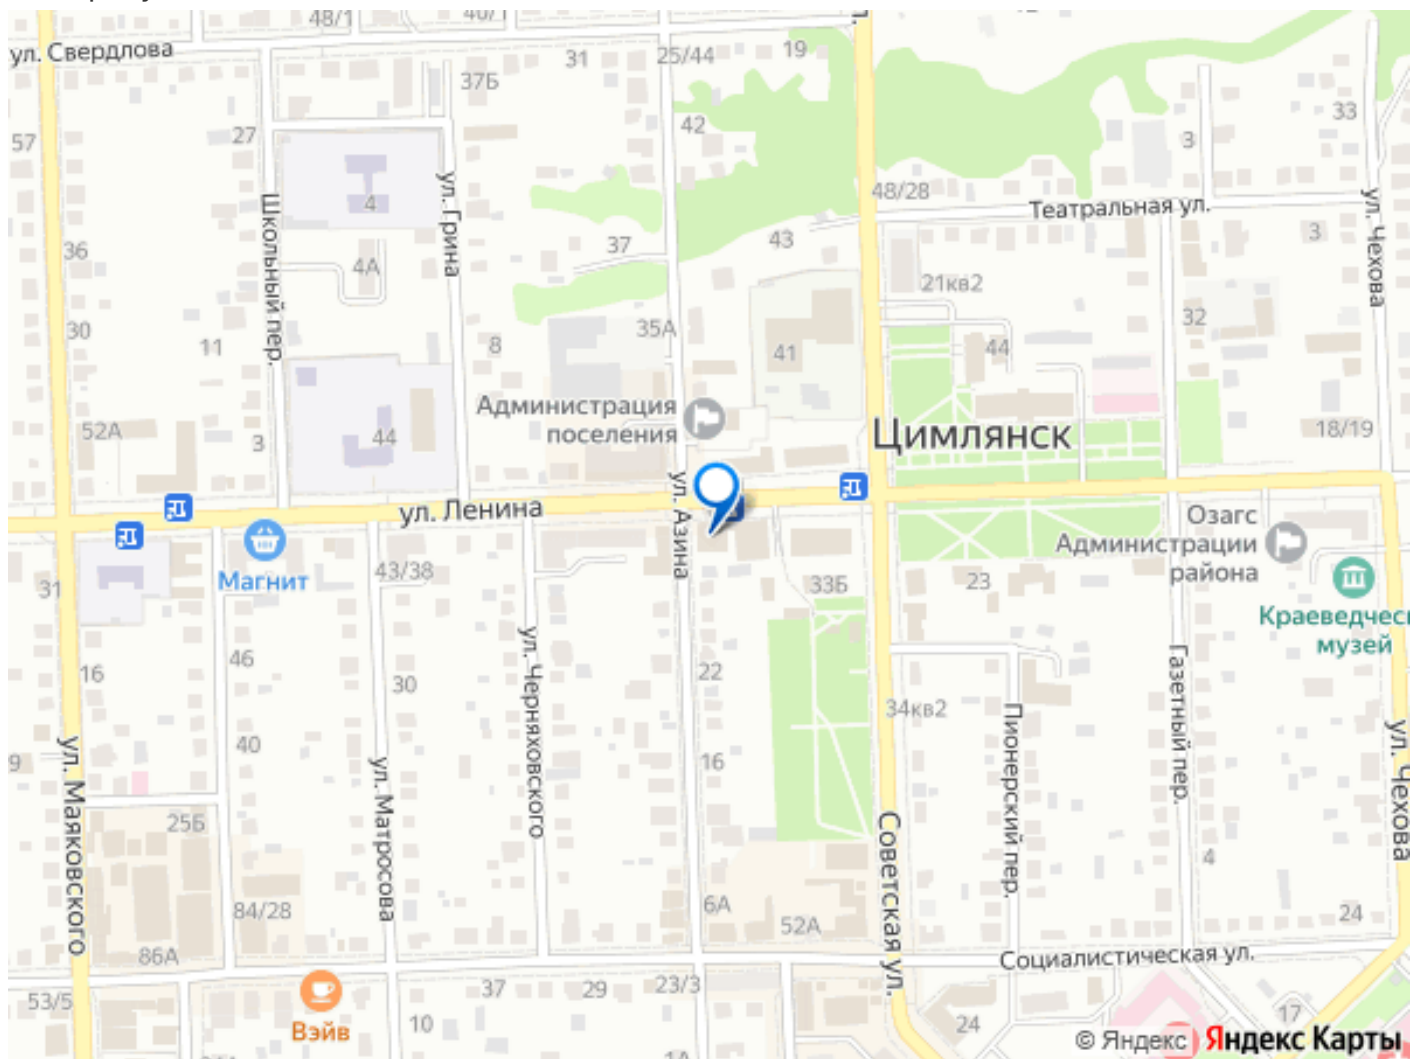 48/1
40/1
ул. Свердлова
31
25/44
19
37Б
57
27
42
33
3
ул. Грина
4
48/28
Театральная ул.
ул. Чехова
Школьный пер.
36
37
43
3
4А
21кв2
30
11
8
35А
41
44
32
Администрация
поселения
Цимлянск
52А
3
44
18/19
ул. Ленина
ул. Азина
Озагс
Администрации
района
Магнит
43/38
31
33Б
23
Краеведчес
музей
16
46
30
ул. Черняховского
22
Газетный пер.
34кв2
Пионерский пер.
9
40
16
ул. Маяковского
ул. Матросова
ул. Чехова
25Б
Советская ул.
4
84/28
6А
52А
24
86А
Социалистическая ул.
53/5
37
29
23/3
Вэйв
10
24
17
1А
© Яндекс Яндекс Карты